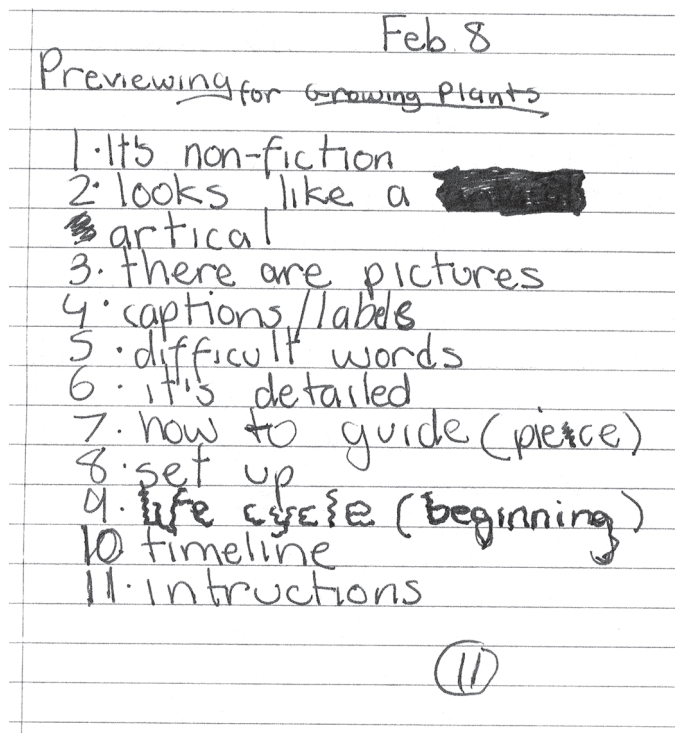 Feb. 8
Previewing for Growing Plants
1. It's non-fiction
2. looks like a
artical
3. there are pictures
4. captions/labels
5. difficult words
6. it's detailed
7. how to guide (pieice)
8. set up
9. life cycle (beginning)
10 timeline
11. intructions
11